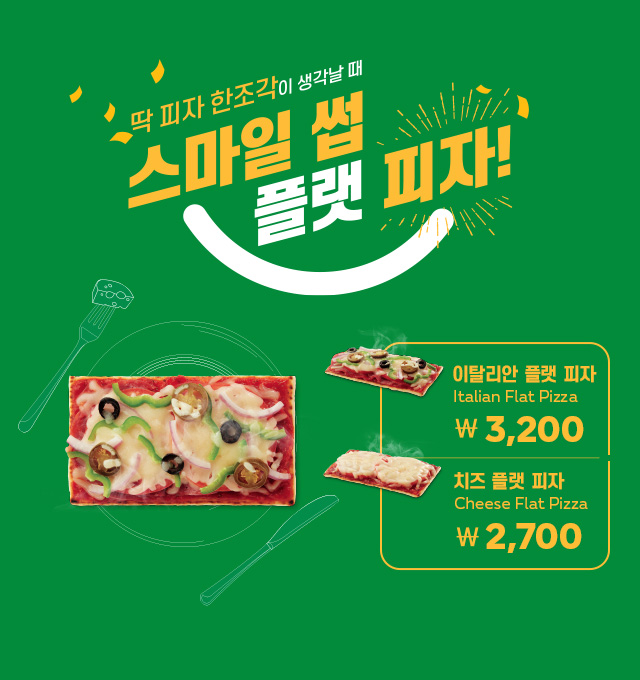 딱 피자 한조각이 생각날 때
스마일 썹
플랫 피자!
이탈리안 플랫 피자
Italian Flat Pizza
₩ 3,200
치즈 플랫 피자
Cheese Flat Pizza
₩ 2,700